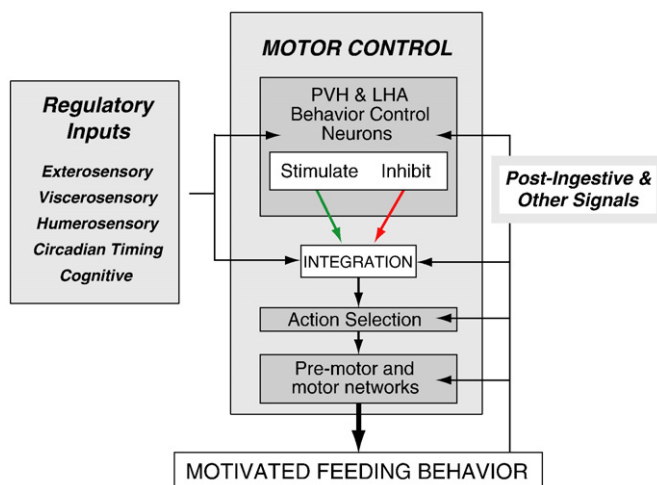 MOTOR CONTROL
PVH & LHA
Behavior Control
Neurons
Stimulate Inhibit
INTEGRATION
Action Selection
Pre-motor and
motor networks
MOTIVATED FEEDING BEHAVIOR
Regulatory
Inputs
Exterosensory
Viscerosensory
Humerosensory
Circadian Timing
Cognitive
Post-Ingestive &
Other Signals